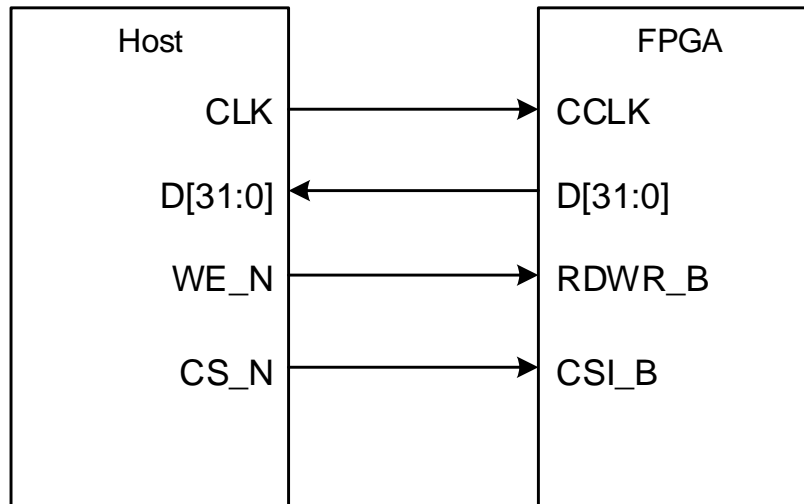 Host
FPGA
CLK
CCLK
D[31:0]
D[31:0]
WE_N
RDWR_B
CS_N
CSI_B